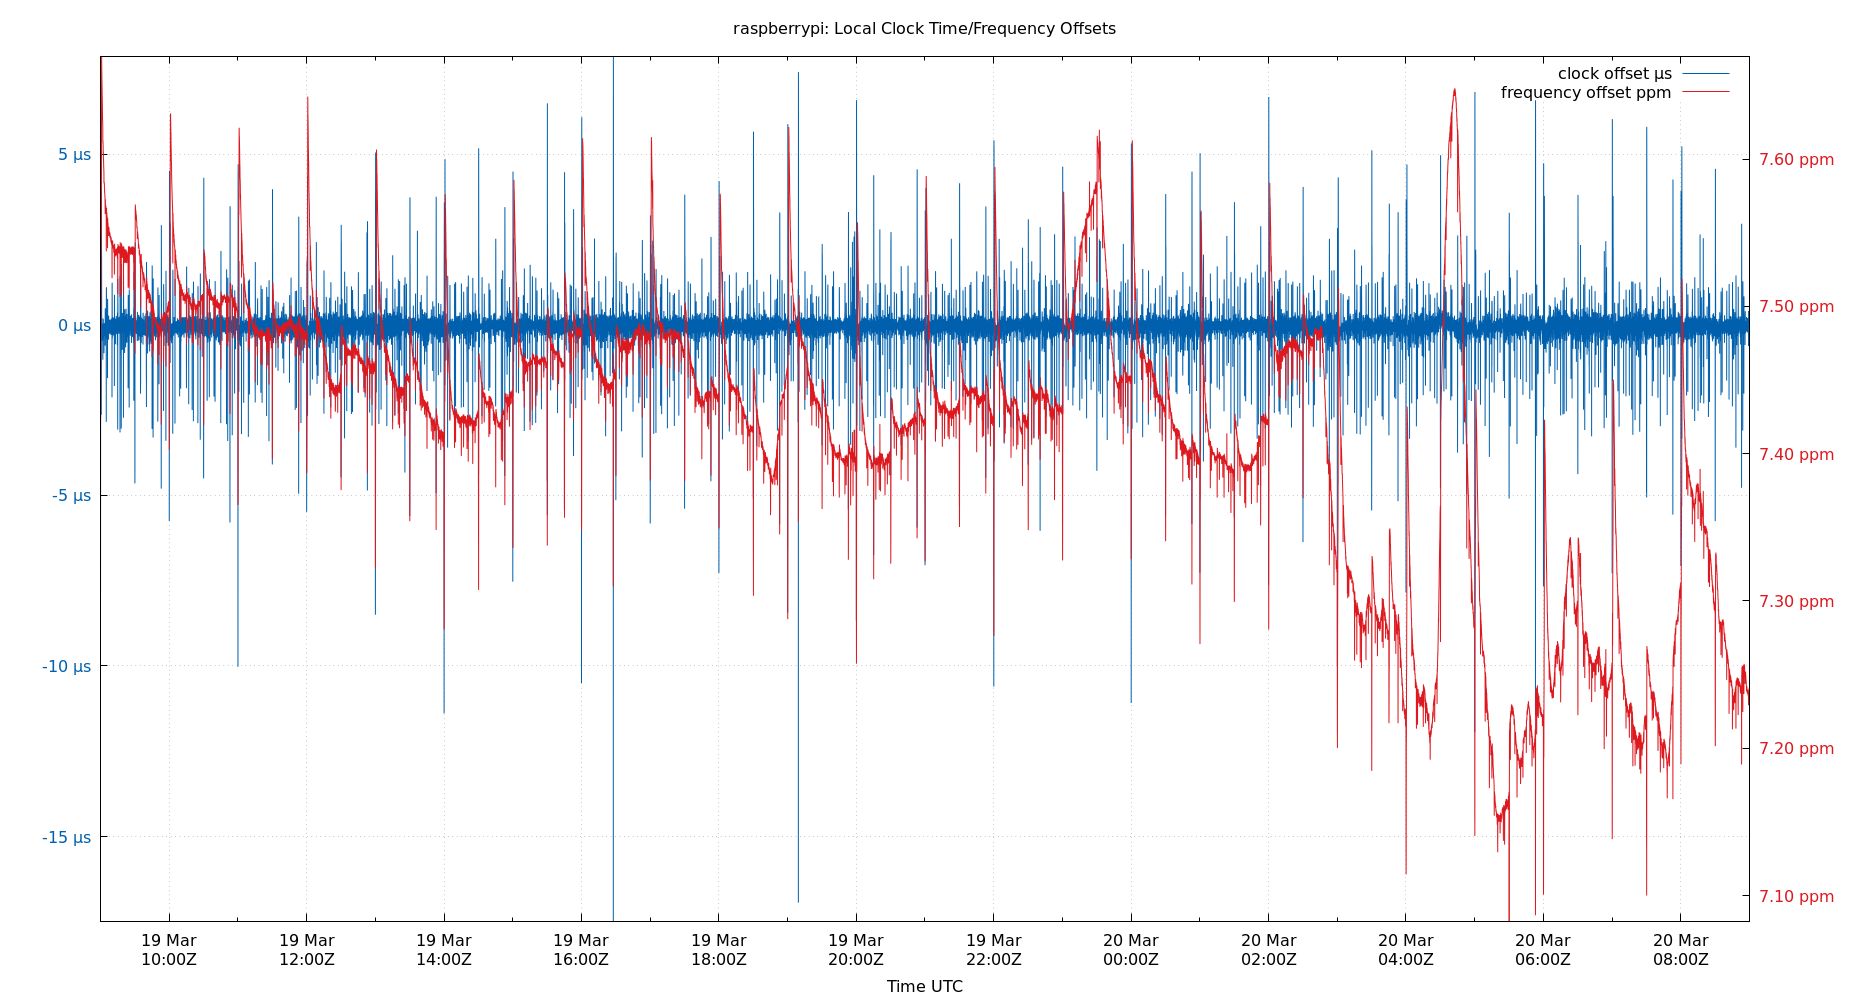 raspberrypi: Local Clock Time/Frequency Offsets
clock offset µs
frequency offset ppm
5 µs
0 µs
-5 µs
-10 µs
-15 µs
7.60 ppm
7.50 ppm
7.40 ppm
7.30 ppm
7.20 ppm
7.10 ppm
19 Mar 19 Mar 19 Mar 19 Mar 19 Mar 19 Mar 19 Mar 20 Mar 20 Mar 20 Mar 20 Mar 20 Mar
10:00Z 12:00Z 14:00Z 16:00Z 18:00Z 20:00Z 22:00Z 00:00Z 02:00Z 04:00Z 06:00Z 08:00Z
Time UTC